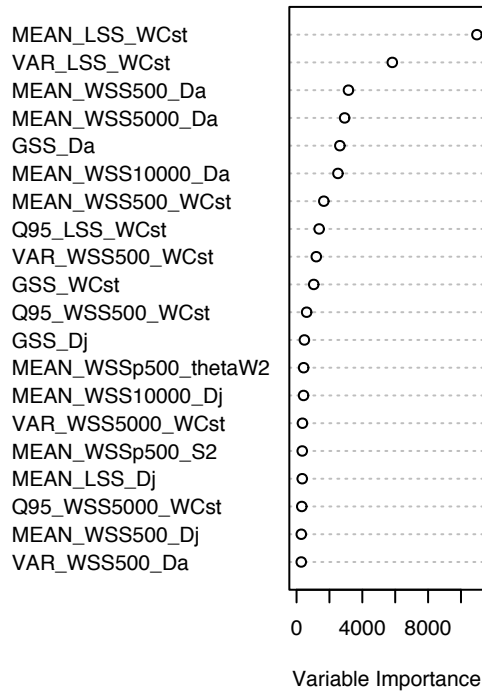 MEAN_LSS_WCst
VAR_LSS_WCst
MEAN_WSS500_Da
MEAN_WSS5000_Da
GSS_Da
MEAN_WSS10000_Da
MEAN_WSS500_WCst
Q95_LSS_WCst
VAR_WSS500_WCst
GSS_WCst
Q95_WSS500_WCst
GSS_Dj
MEAN_WSSp500_thetaW2
MEAN_WSS10000_Dj
VAR_WSS5000_WCst
MEAN_WSSp500_S2
MEAN_LSS_Dj
Q95_WSS5000_WCst
MEAN_WSS500_Dj
VAR_WSS500_Da
0 4000 8000
Variable Importance